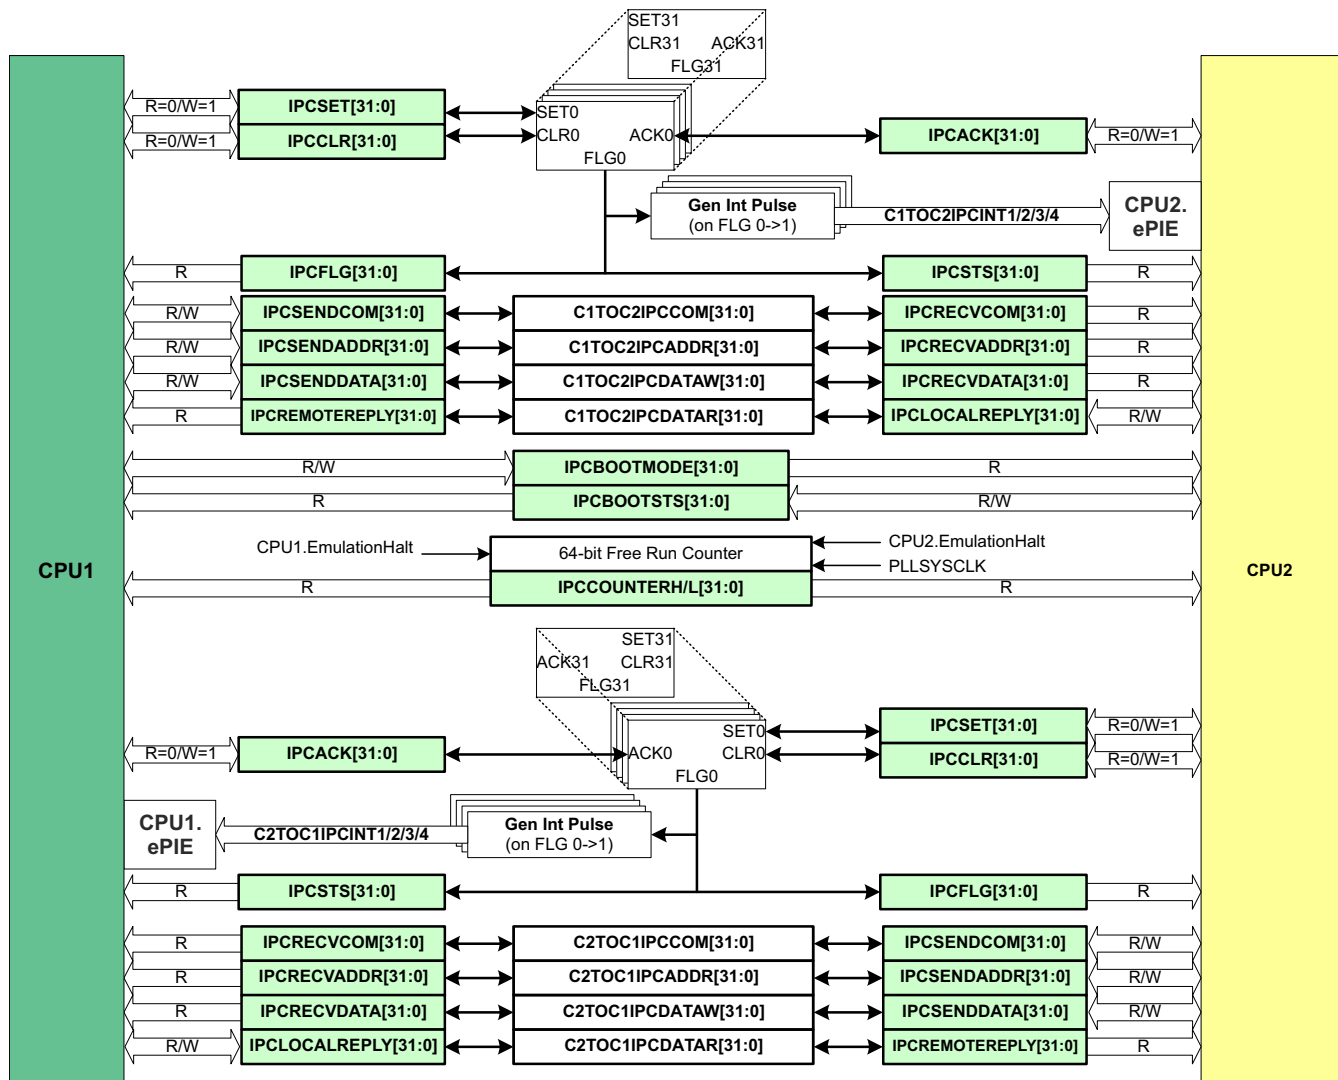 SET31
CLR31 ACK31
FLG31
R=0/W=1 IPCSET[31:0] SET0
R=0/W=1 IPCCLR[31:0] CLR0 ACK0 IPCACK[31:0] R=0/W=1
FLG0
Gen Int Pulse
(on FLG 0->1)
C1TOC2IPCINT1/2/3/4
CPU2.
ePIE
R IPCFLG[31:0] IPCSTS[31:0] R
R/W IPCSENDCOM[31:0] C1TOC2IPCCOM[31:0] IPCRECVCOM[31:0] R
R/W IPCSENDADDR[31:0] C1TOC2IPCADDR[31:0] IPCRECVADDR[31:0] R
R/W IPCSENDDATA[31:0] C1TOC2IPCDATAW[31:0] IPCRECVDATA[31:0] R
R IPCREMOTEREPLY[31:0] C1TOC2IPCDATAR[31:0] IPCLOCALREPLY[31:0] R/W
R/W IPCBOOTMODE[31:0] R
R IPCBOOTSTS[31:0] R/W
CPU1.EmulationHalt 64-bit Free Run Counter CPU2.EmulationHalt
PLLSYSCLK
CPU1
CPU2
R IPCCOUNTERH/L[31:0] R
SET31
ACK31 CLR31
FLG31
SET0 IPCSET[31:0] R=0/W=1
R=0/W=1 IPCACK[31:0] ACK0 CLR0 IPCCLR[31:0] R=0/W=1
FLG0
CPU1.
ePIE
C2TOC1IPCINT1/2/3/4
Gen Int Pulse
(on FLG 0->1)
R IPCSTS[31:0] IPCFLG[31:0] R
R IPCRECVCOM[31:0] C2TOC1IPCCOM[31:0] IPCSENDCOM[31:0] R/W
R IPCRECVADDR[31:0] C2TOC1IPCADDR[31:0] IPCSENDADDR[31:0] R/W
R IPCRECVDATA[31:0] C2TOC1IPCDATAW[31:0] IPCSENDDATA[31:0] R/W
R/W IPCLOCALREPLY[31:0] C2TOC1IPCDATAR[31:0] IPCREMOTEREPLY[31:0] R